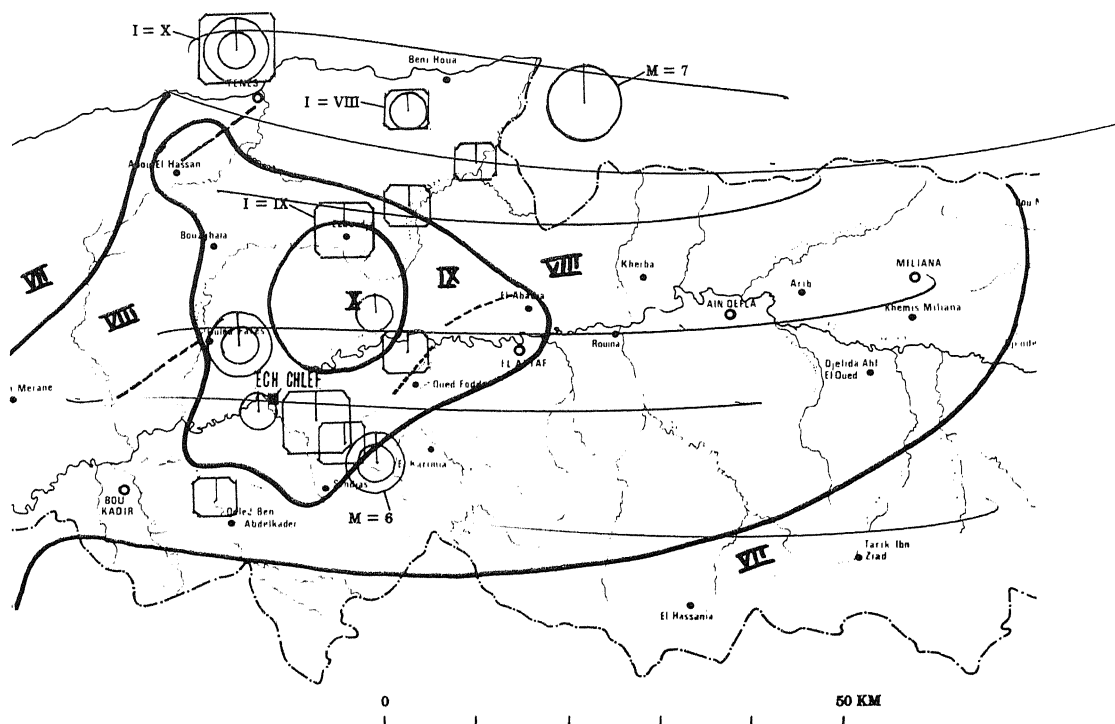 I = X
Beni Houa
M = 7
TENES
I = VIII
Abou El Hassan
I = IX
Bouzghaia
VII
VIII
IX
VIII
X
Kherba
MILIANA
Arib
El Abadia
AIN DEFLA
Khemis Miliana
Rouina
EL ATTAF
Merane
ECH CHLEF
Oued Fodda
Djelida Ahl
El Oued
Karimia
BOU
KADIR
Ouled Ben
Abdelkader
M = 6
VII
Tarik Ibn
Ziad
El Hassania
0
50 KM